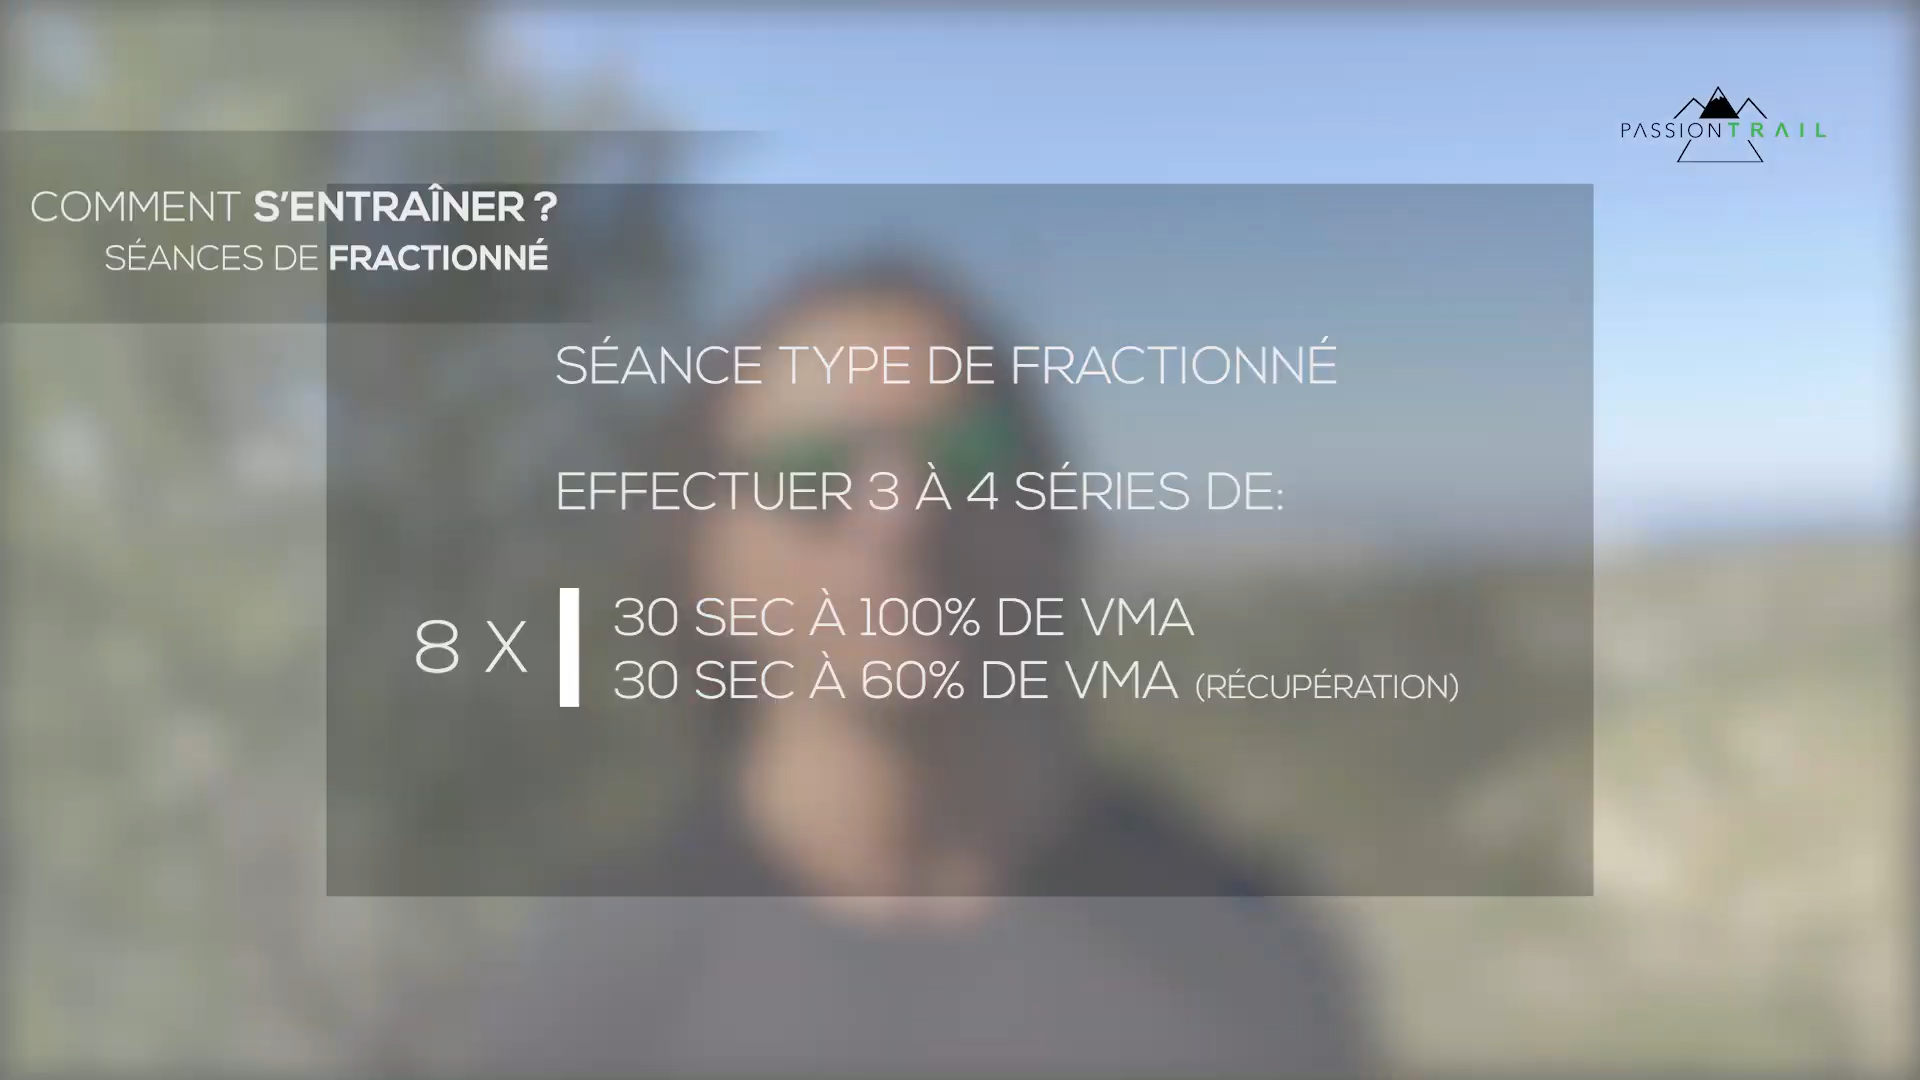 PASSIONTRAIL
COMMENT S'ENTRAÎNER ?
SÉANCES DE FRACTIONNÉ
SÉANCE TYPE DE FRACTIONNÉ
EFFECTUER 3 À 4 SÉRIES DE:
8 X
30 SEC À 100% DE VMA
30 SEC À 60% DE VMA (RÉCUPÉRATION)